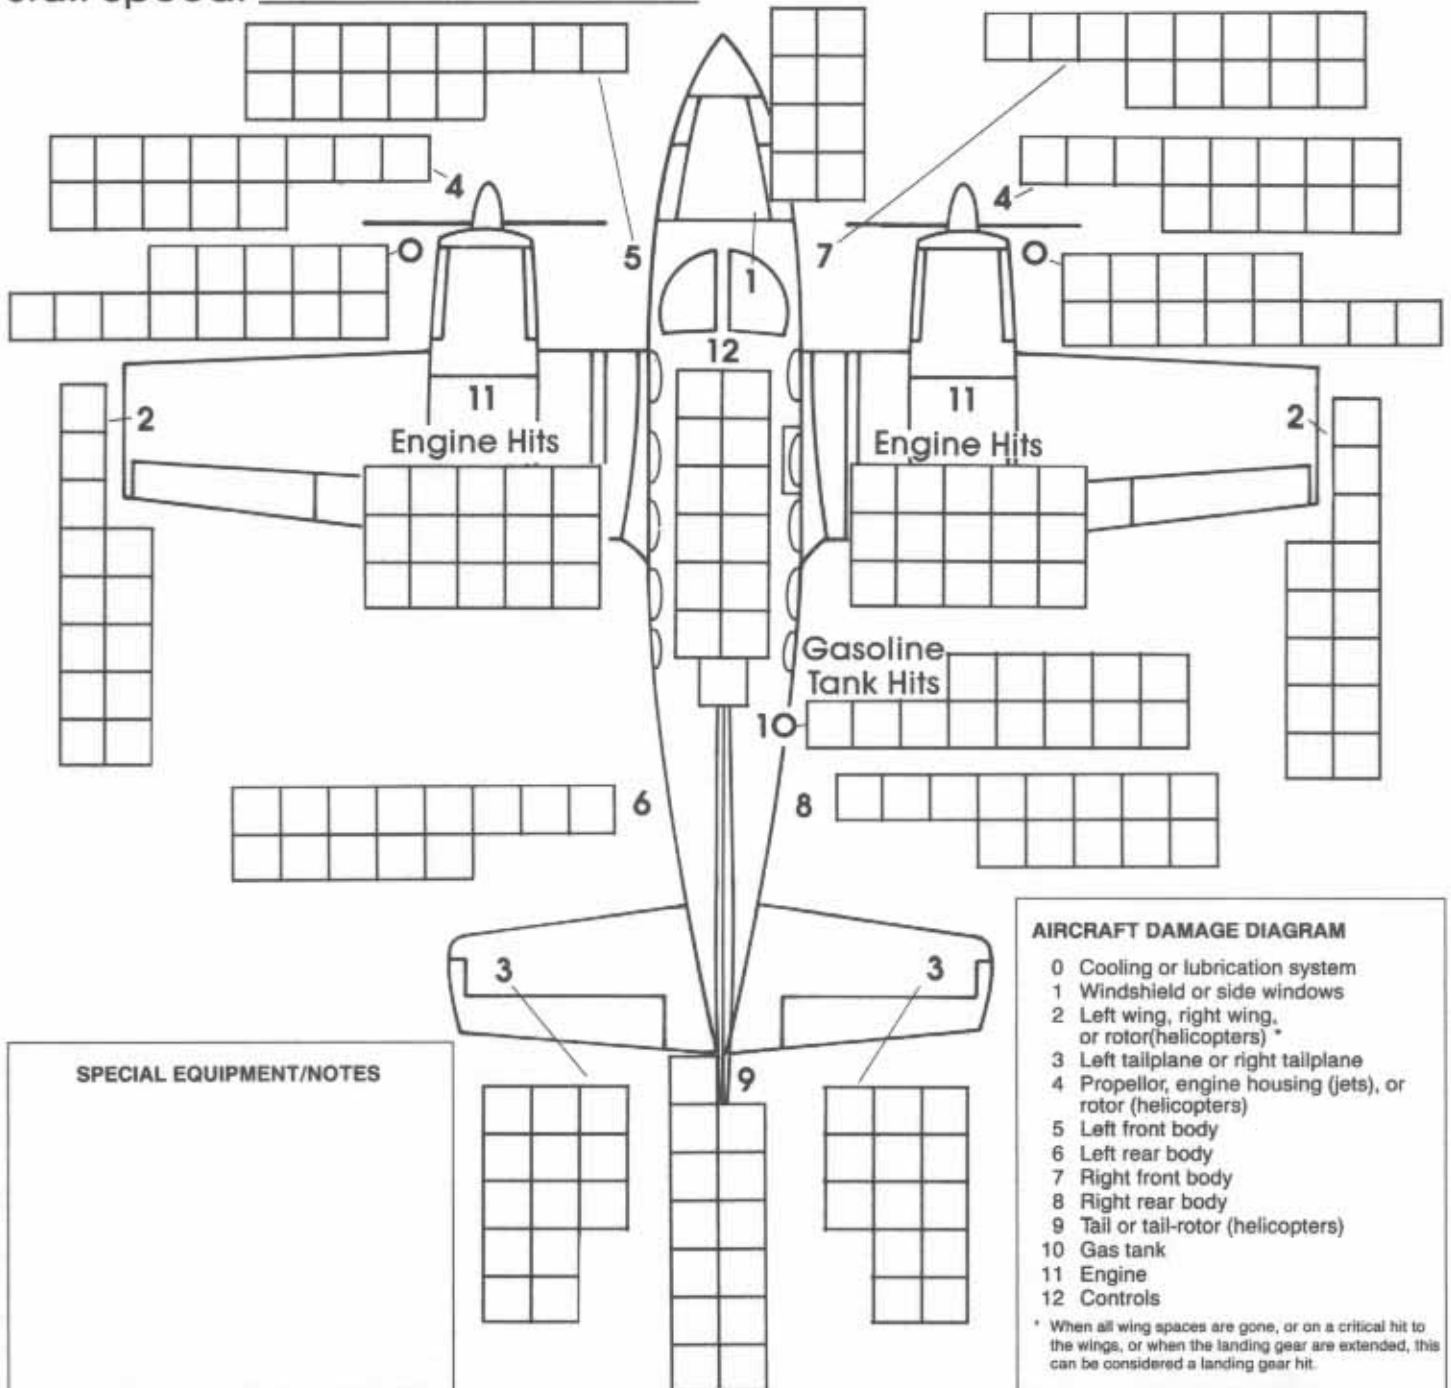 5
4
4
7
1
12
11
11
2
2
Engine Hits
Engine Hits
Gasoline
Tank Hits
10
6
8
3
3
9
SPECIAL EQUIPMENT/NOTES
AIRCRAFT DAMAGE DIAGRAM
0 Cooling or lubrication system
1 Windshield or side windows
2 Left wing, right wing,
or rotor(helicopters) *
3 Left tailplane or right tailplane
4 Propellor, engine housing (jets), or
rotor (helicopters)
5 Left front body
6 Left rear body
7 Right front body
8 Right rear body
9 Tail or tail-rotor (helicopters)
10 Gas tank
11 Engine
12 Controls
* When all wing spaces are gone, or on a critical hit to
the wings, or when the landing gear are extended, this
can be considered a landing gear hit.